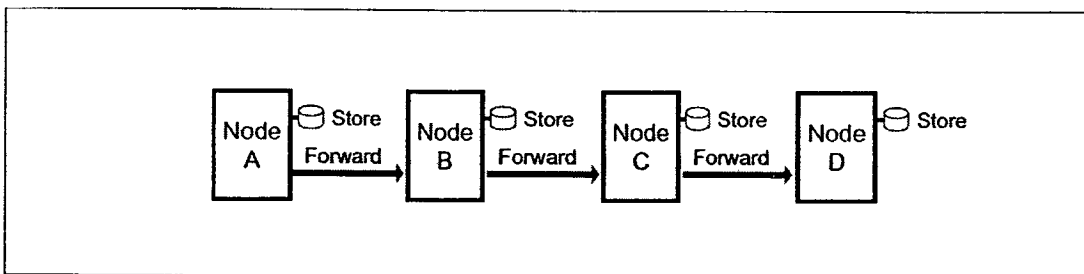 Node A
Store
Forward
Node B
Store
Forward
Node C
Store
Forward
Node D
Store